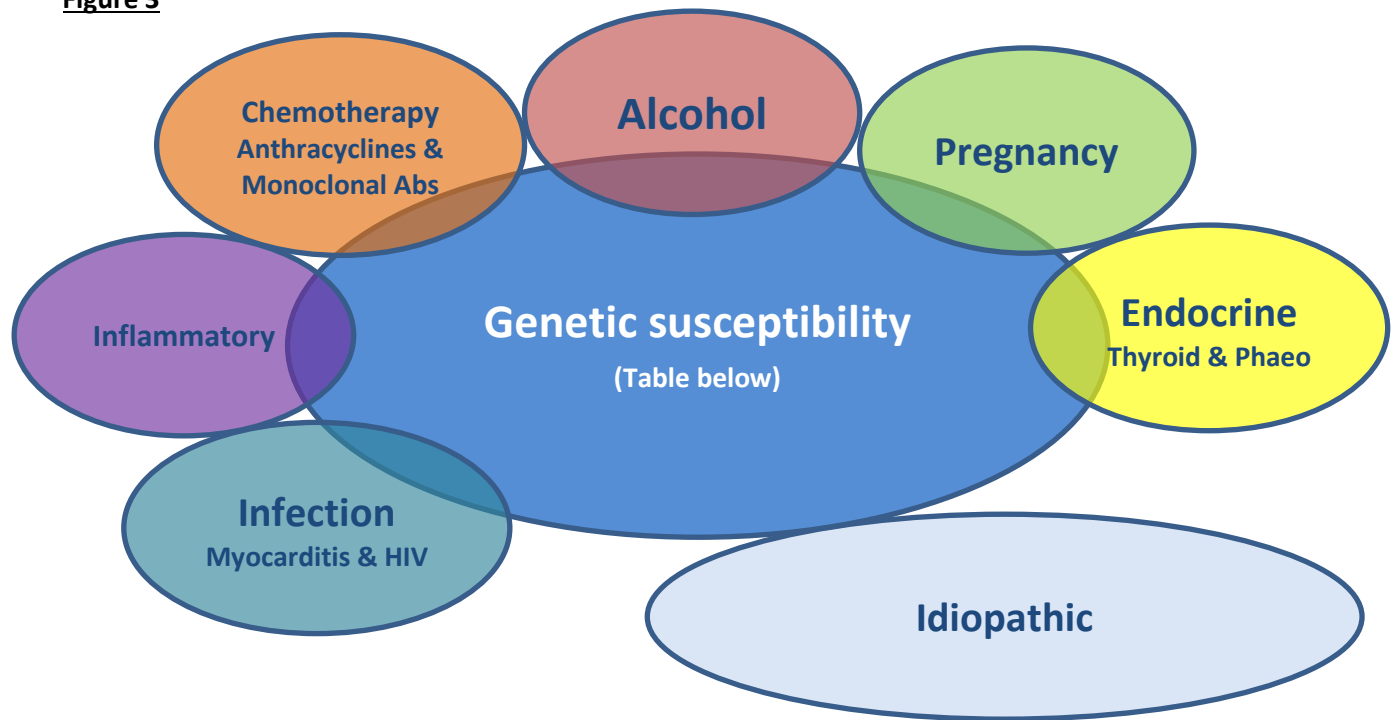 Figure 3
Chemotherapy
Anthracyclines &
Monoclonal Abs
Alcohol
Pregnancy
Inflammatory
Genetic susceptibility
(Table below)
Endocrine
Thyroid & Phaeo
Infection
Myocarditis & HIV
Idiopathic